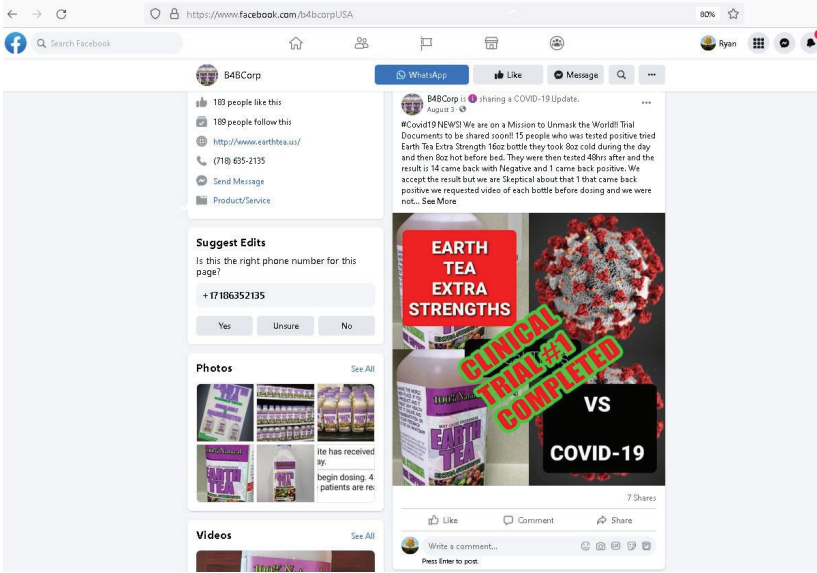 https://www.facebook.com/b4bcorpUSA
80%
Search Facebook
Ryan
B4BCorp
WhatsApp
Like
Message
183 people like this
189 people follow this
http://www.earthtea.us/
(718) 635-2135
Send Message
Product/Service
Suggest Edits
Is this the right phone number for this
page?
+17186352135
Yes
Unsure
No
Photos
See All
100% Natural
EARTH
TEA
ite has received
ay.
begin dosing. 4
patients are re
Videos
See All
B4BCorp is sharing a COVID-19 Update.
August 3
#Covid19 NEWS! We are on a Mission to Unmask the World!! Trial
Documents to be shared soon!! 15 people who was tested positive tried
Earth Tea Extra Strength 16oz bottle they took 8oz cold during the day
and then 8oz hot before bed. They were then tested 48hrs after and the
result is 14 came back with Negative and 1 came back positive. We
accept the result but we are Skeptical about that 1 that came back
positive we requested video of each bottle before dosing and we were
not... See More
EARTH
TEA
EXTRA
STRENGTHS
CLINICAL
TRIAL #1
COMPLETED
100% Natural
EARTH
TEA
VS
COVID-19
7 Shares
Like
Comment
Share
Write a comment...
Press Enter to post.